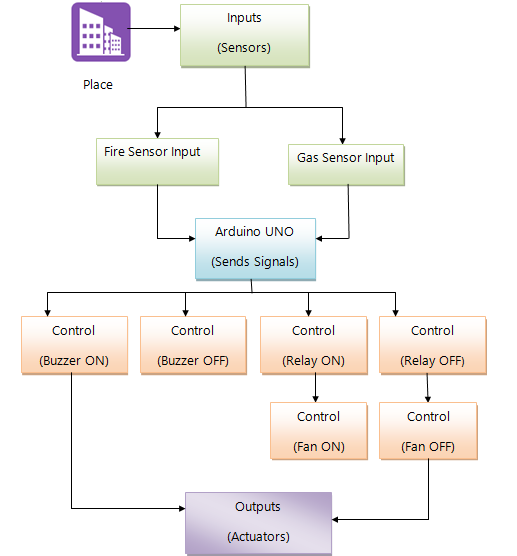 Inputs
(Sensors)
Place
Fire Sensor Input
Gas Sensor Input
Arduino UNO
(Sends Signals)
Control
(Buzzer ON)
Control
(Buzzer OFF)
Control
(Relay ON)
Control
(Relay OFF)
Control
(Fan ON)
Control
(Fan OFF)
Outputs
(Actuators)